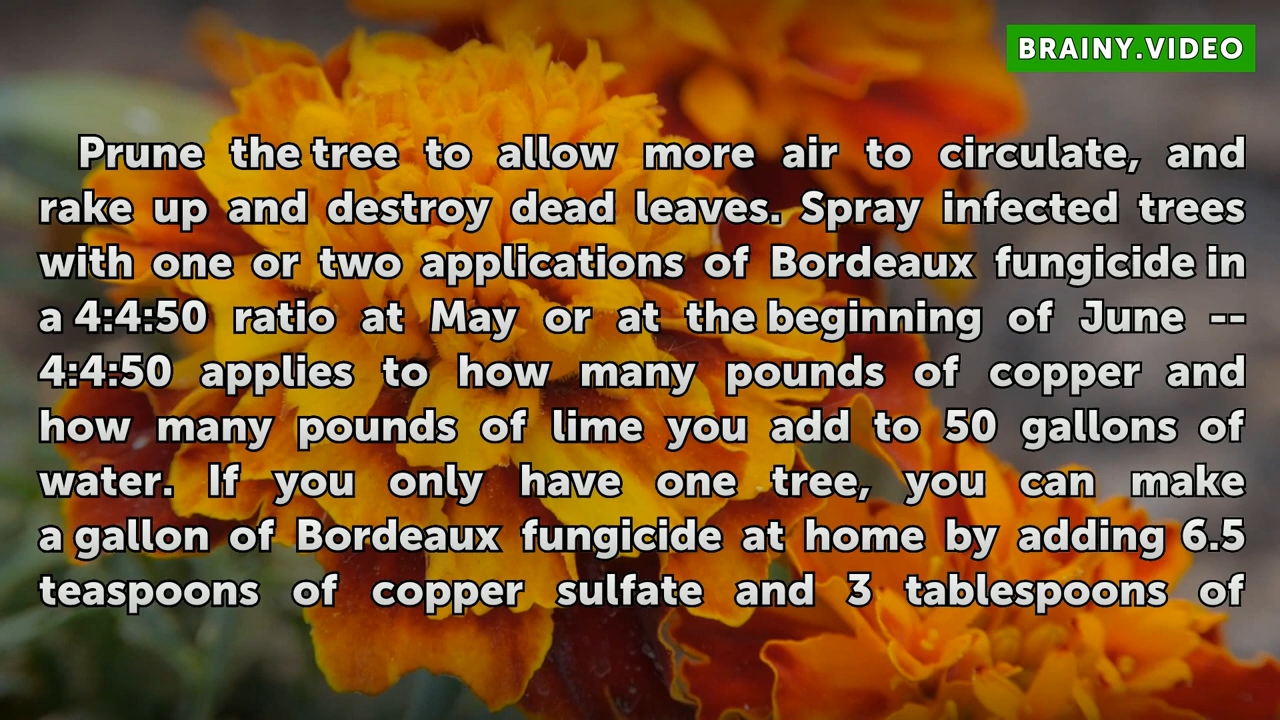 BRAINY.VIDEO
Prune the tree to allow more air to circulate, and
rake up and destroy dead leaves. Spray infected trees
with one or two applications of Bordeaux fungicide in
a 4:4:50 ratio at May or at the beginning of June --
4:4:50 applies to how many pounds of copper and
how many pounds of lime you add to 50 gallons of
water. If you only have one tree, you can make
a gallon of Bordeaux fungicide at home by adding 6.5
teaspoons of copper sulfate and 3 tablespoons of